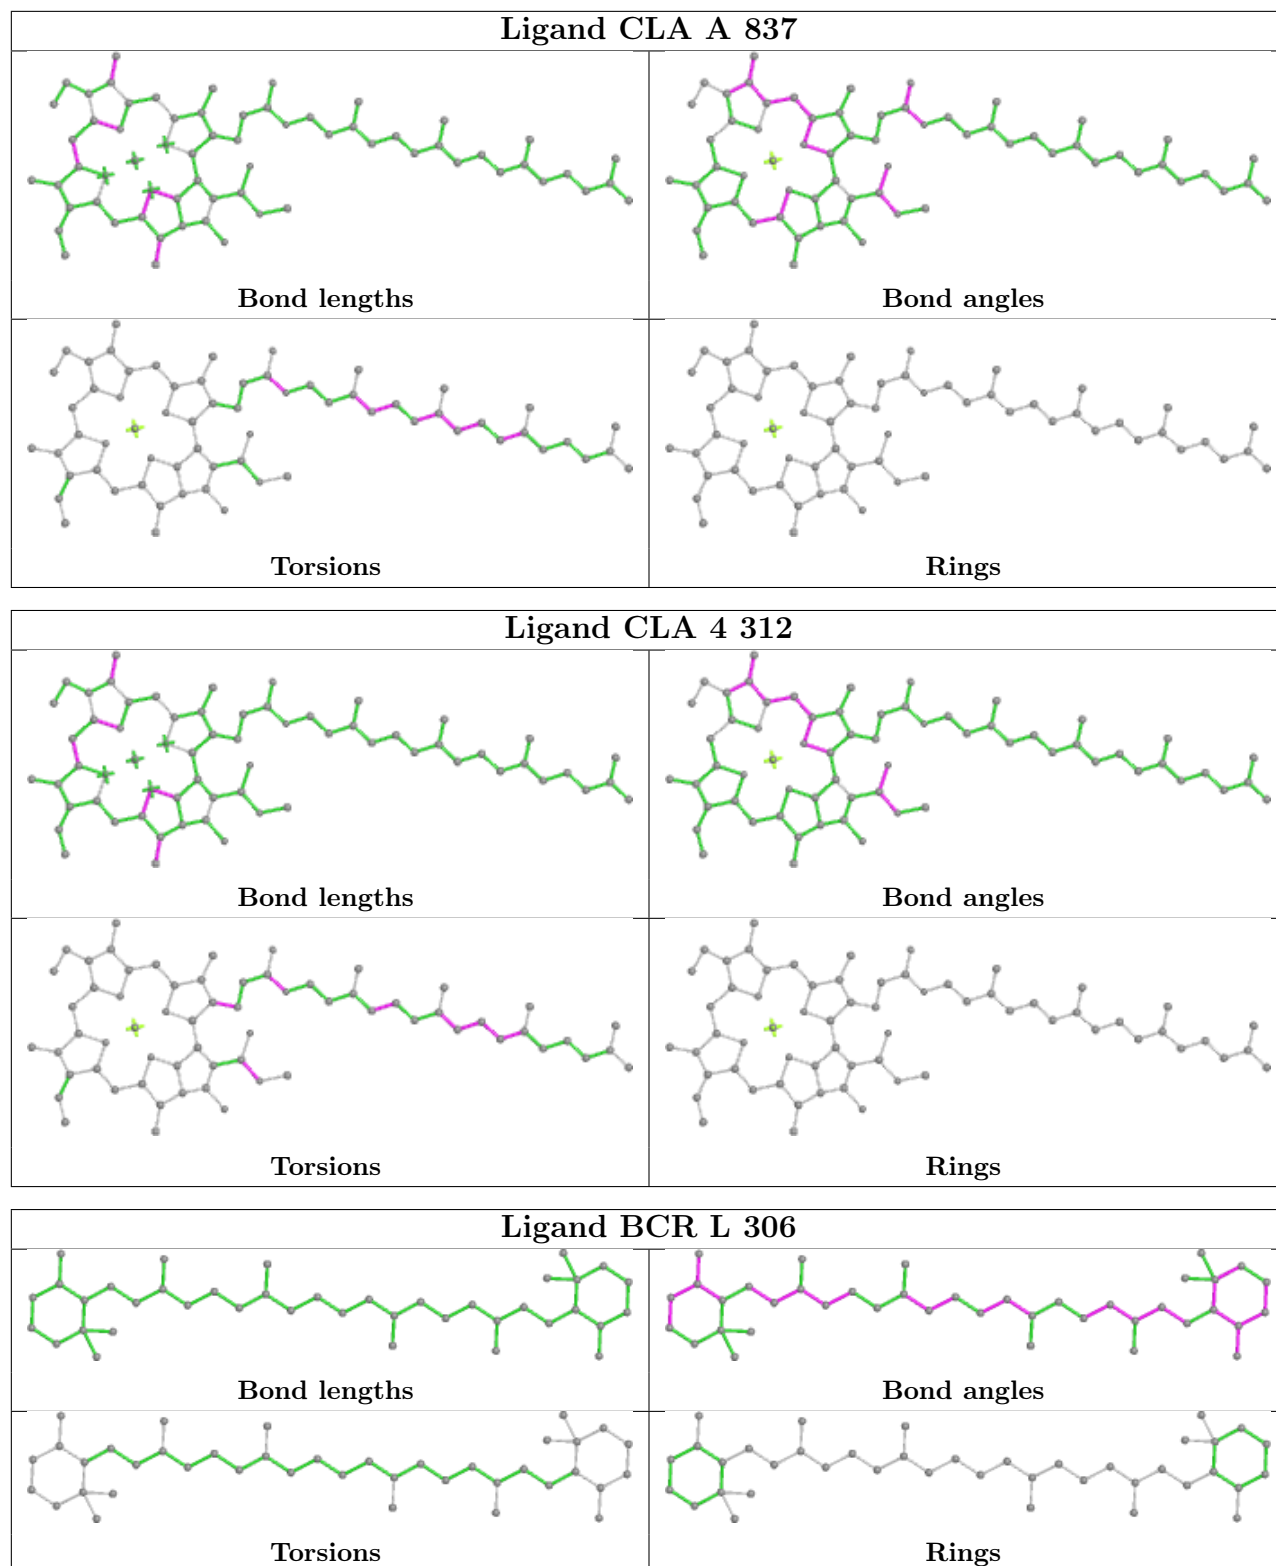 Ligand CLA A 837
Bond lengths
Bond angles
Torsions
Rings
Ligand CLA 4 312
Bond lengths
Bond angles
Torsions
Rings
Ligand BCR L 306
Bond lengths
Bond angles
Torsions
Rings